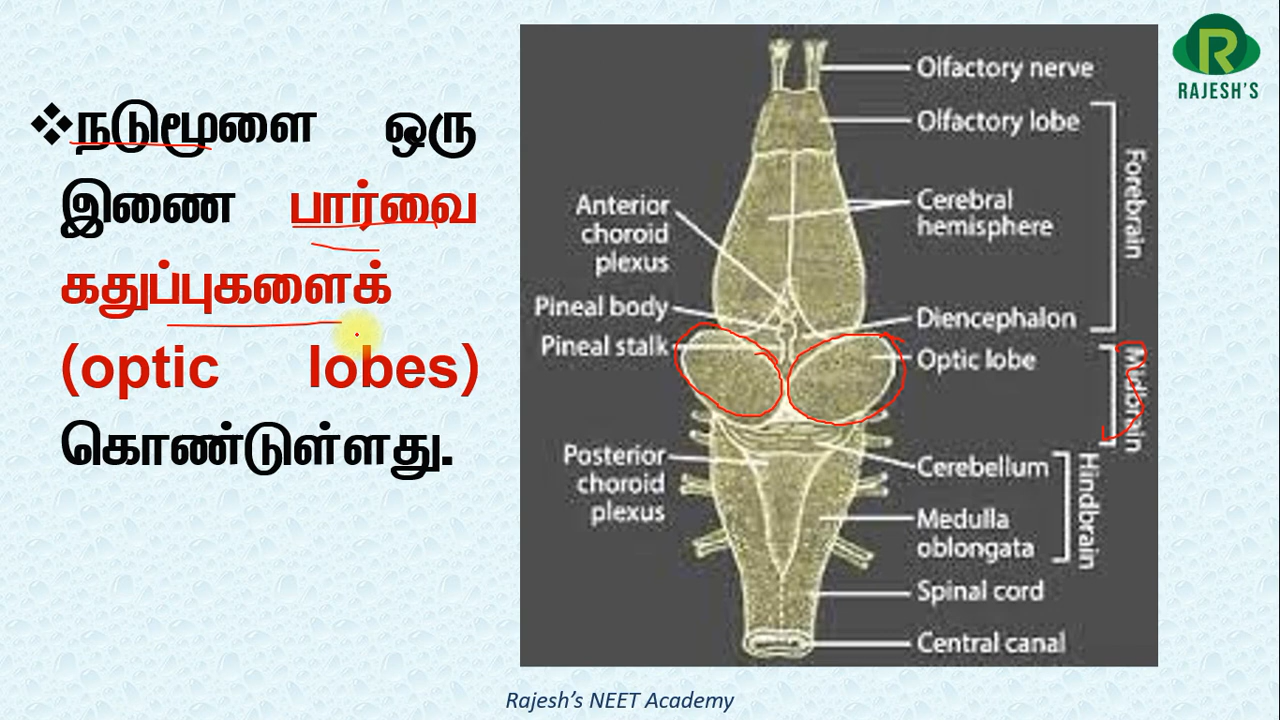 ❖நடுமூளை ஒரு
இணை பார்வை
கதுப்புகளைக்
(optic lobes)
கொண்டுள்ளது.
Olfactory nerve
Olfactory lobe
Cerebral
hemisphere
Diencephalon
Optic lobe
Cerebellum
Medulla
oblongata
Spinal cord
Central canal
Anterior
choroid
plexus
Pineal body
Pineal stalk
Posterior
choroid
plexus
Forebrain
Midbrain
Hindbrain
R
RAJESH'S
Rajesh's NEET Academy